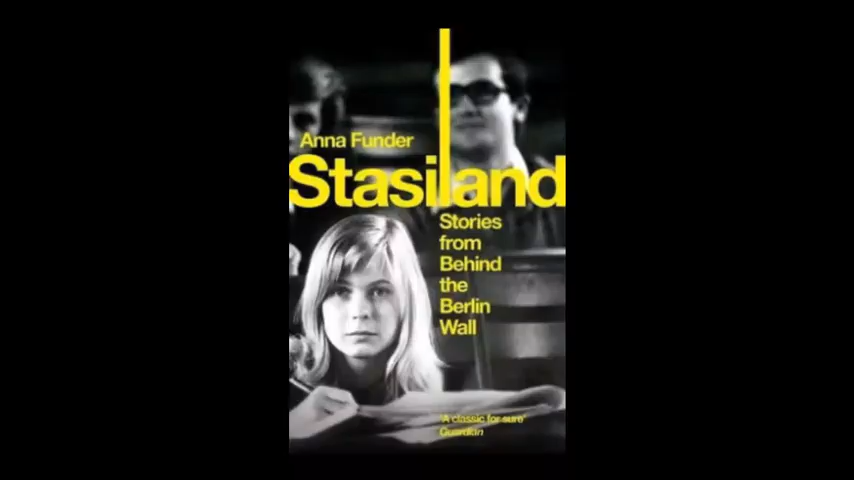 Anna Funder
Stasiland
Stories
from
Behind
the
Berlin
Wall
'A classic for sure'
Guardian